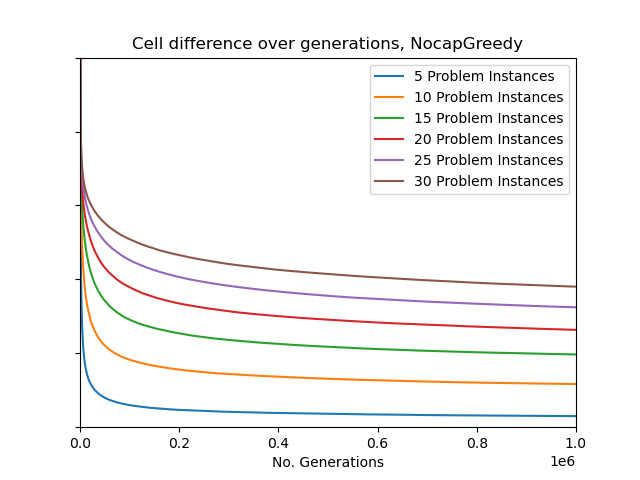 Cell difference over generations, NocapGreedy
5 Problem Instances
10 Problem Instances
15 Problem Instances
20 Problem Instances
25 Problem Instances
30 Problem Instances
0.0 0.2 0.4 0.6 0.8 1.0
No. Generations
1e6